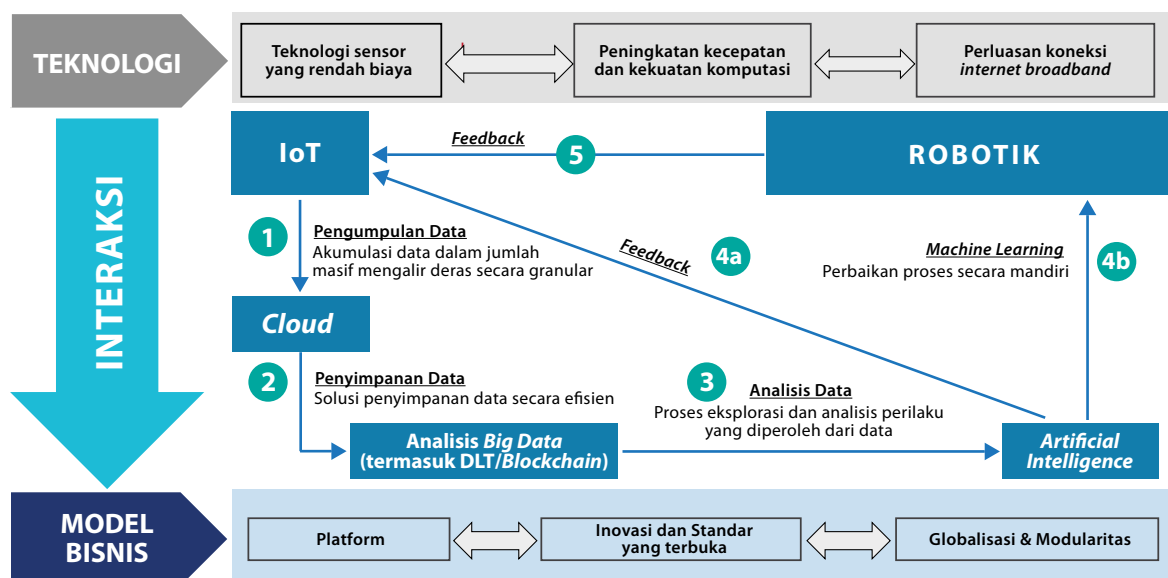 TEKNOLOGI
Teknologi sensor
yang rendah biaya
Peningkatan kecepatan
dan kekuatan komputasi
Perluasan koneksi
internet broadband
INTERAKSI
IoT
Feedback
5
ROBOTIK
1
Pengumpulan Data
Akumulasi data dalam jumlah
masif mengalir deras secara granular
Feedback
4a
Machine Learning
Perbaikan proses secara mandiri
4b
Cloud
2
Penyimpanan Data
Solusi penyimpanan data secara efisien
3
Analisis Data
Proses eksplorasi dan analisis perilaku
yang diperoleh dari data
Analisis Big Data
(termasuk DLT/Blockchain)
Artificial
Intelligence
MODEL
BISNIS
Platform
Inovasi dan Standar
yang terbuka
Globalisasi & Modularitas